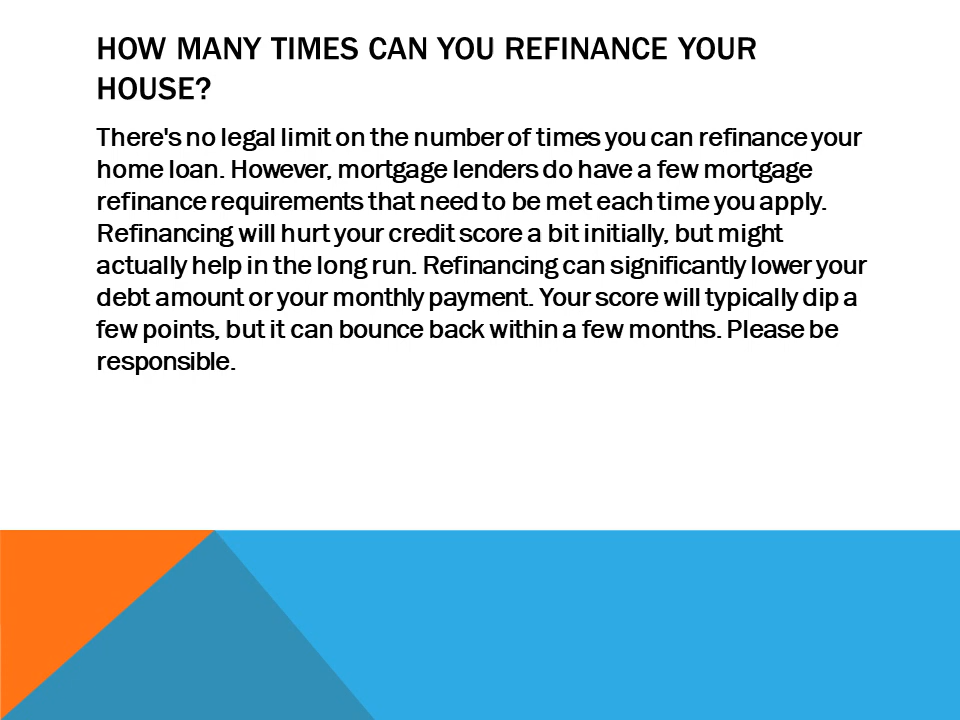 HOW MANY TIMES CAN YOU REFINANCE YOUR
HOUSE?
There's no legal limit on the number of times you can refinance your
home loan. However, mortgage lenders do have a few mortgage
refinance requirements that need to be met each time you apply.
Refinancing will hurt your credit score a bit initially, but might
actually help in the long run. Refinancing can significantly lower your
debt amount or your monthly payment. Your score will typically dip a
few points, but it can bounce back within a few months. Please be
responsible.